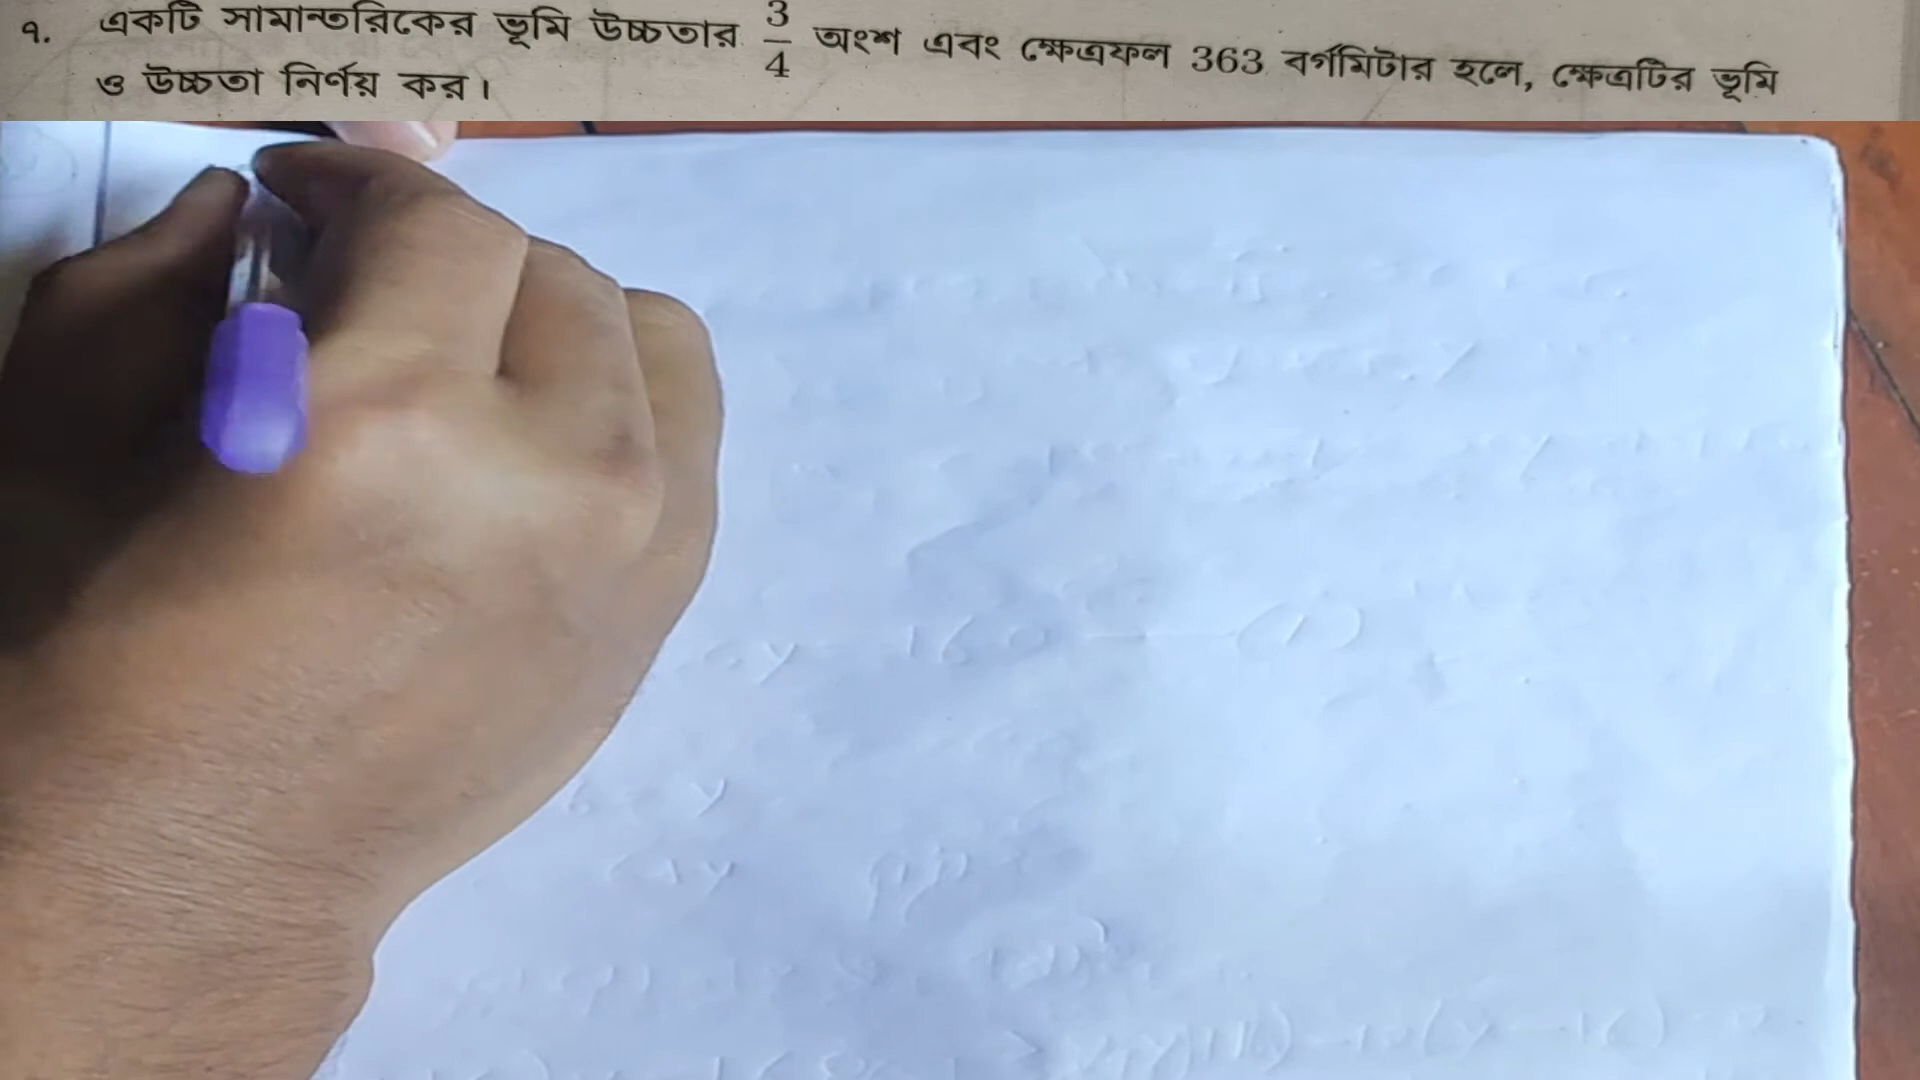 ৭. একটি সামান্তরিকের ভূমি উচ্চতার 3/4 অংশ এবং ক্ষেত্রফল 363 বর্গমিটার হলে, ক্ষেত্রটির ভূমি
ও উচ্চতা নির্ণয় কর।